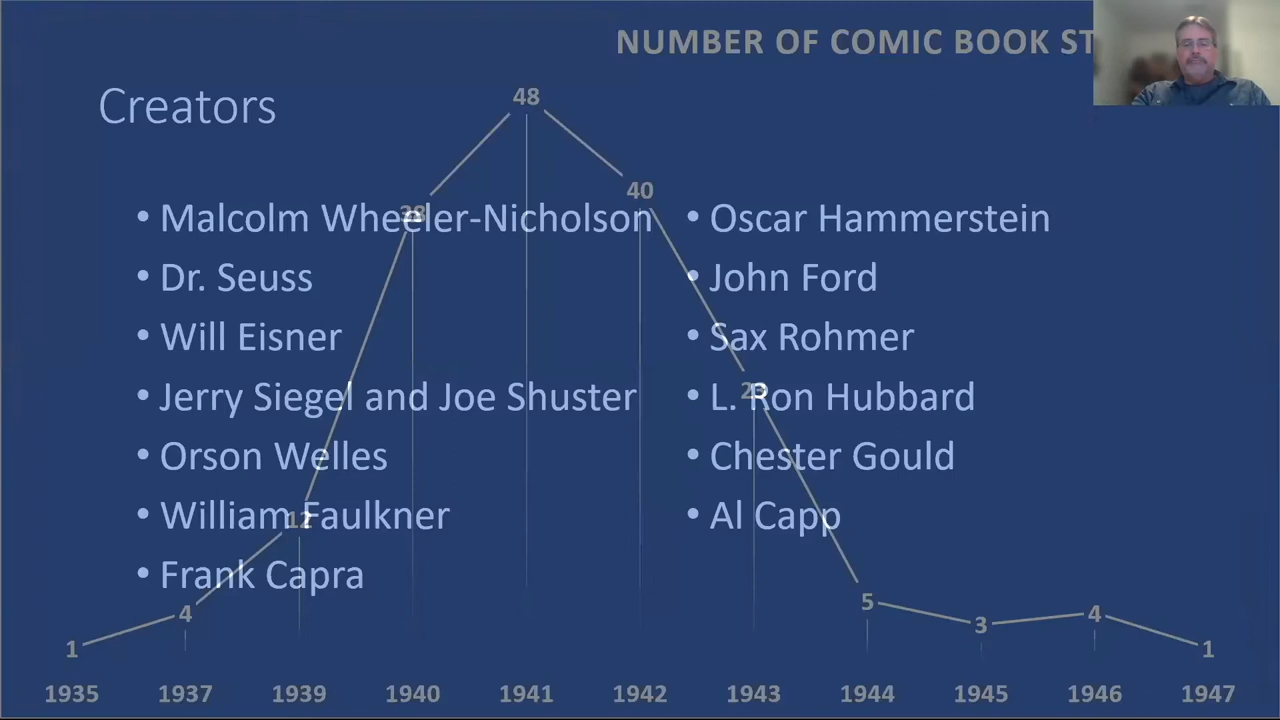 NUMBER OF COMIC BOOK ST
Creators
48
40
• Malcolm Wheeler-Nicholson
• Dr. Seuss
• Will Eisner
• Jerry Siegel and Joe Shuster
• Orson Welles
• William Faulkner
• Frank Capra
• Oscar Hammerstein
• John Ford
• Sax Rohmer
• L. Ron Hubbard
• Chester Gould
• Al Capp
12
1 4 5 3 4 1
1935 1937 1939 1940 1941 1942 1943 1944 1945 1946 1947